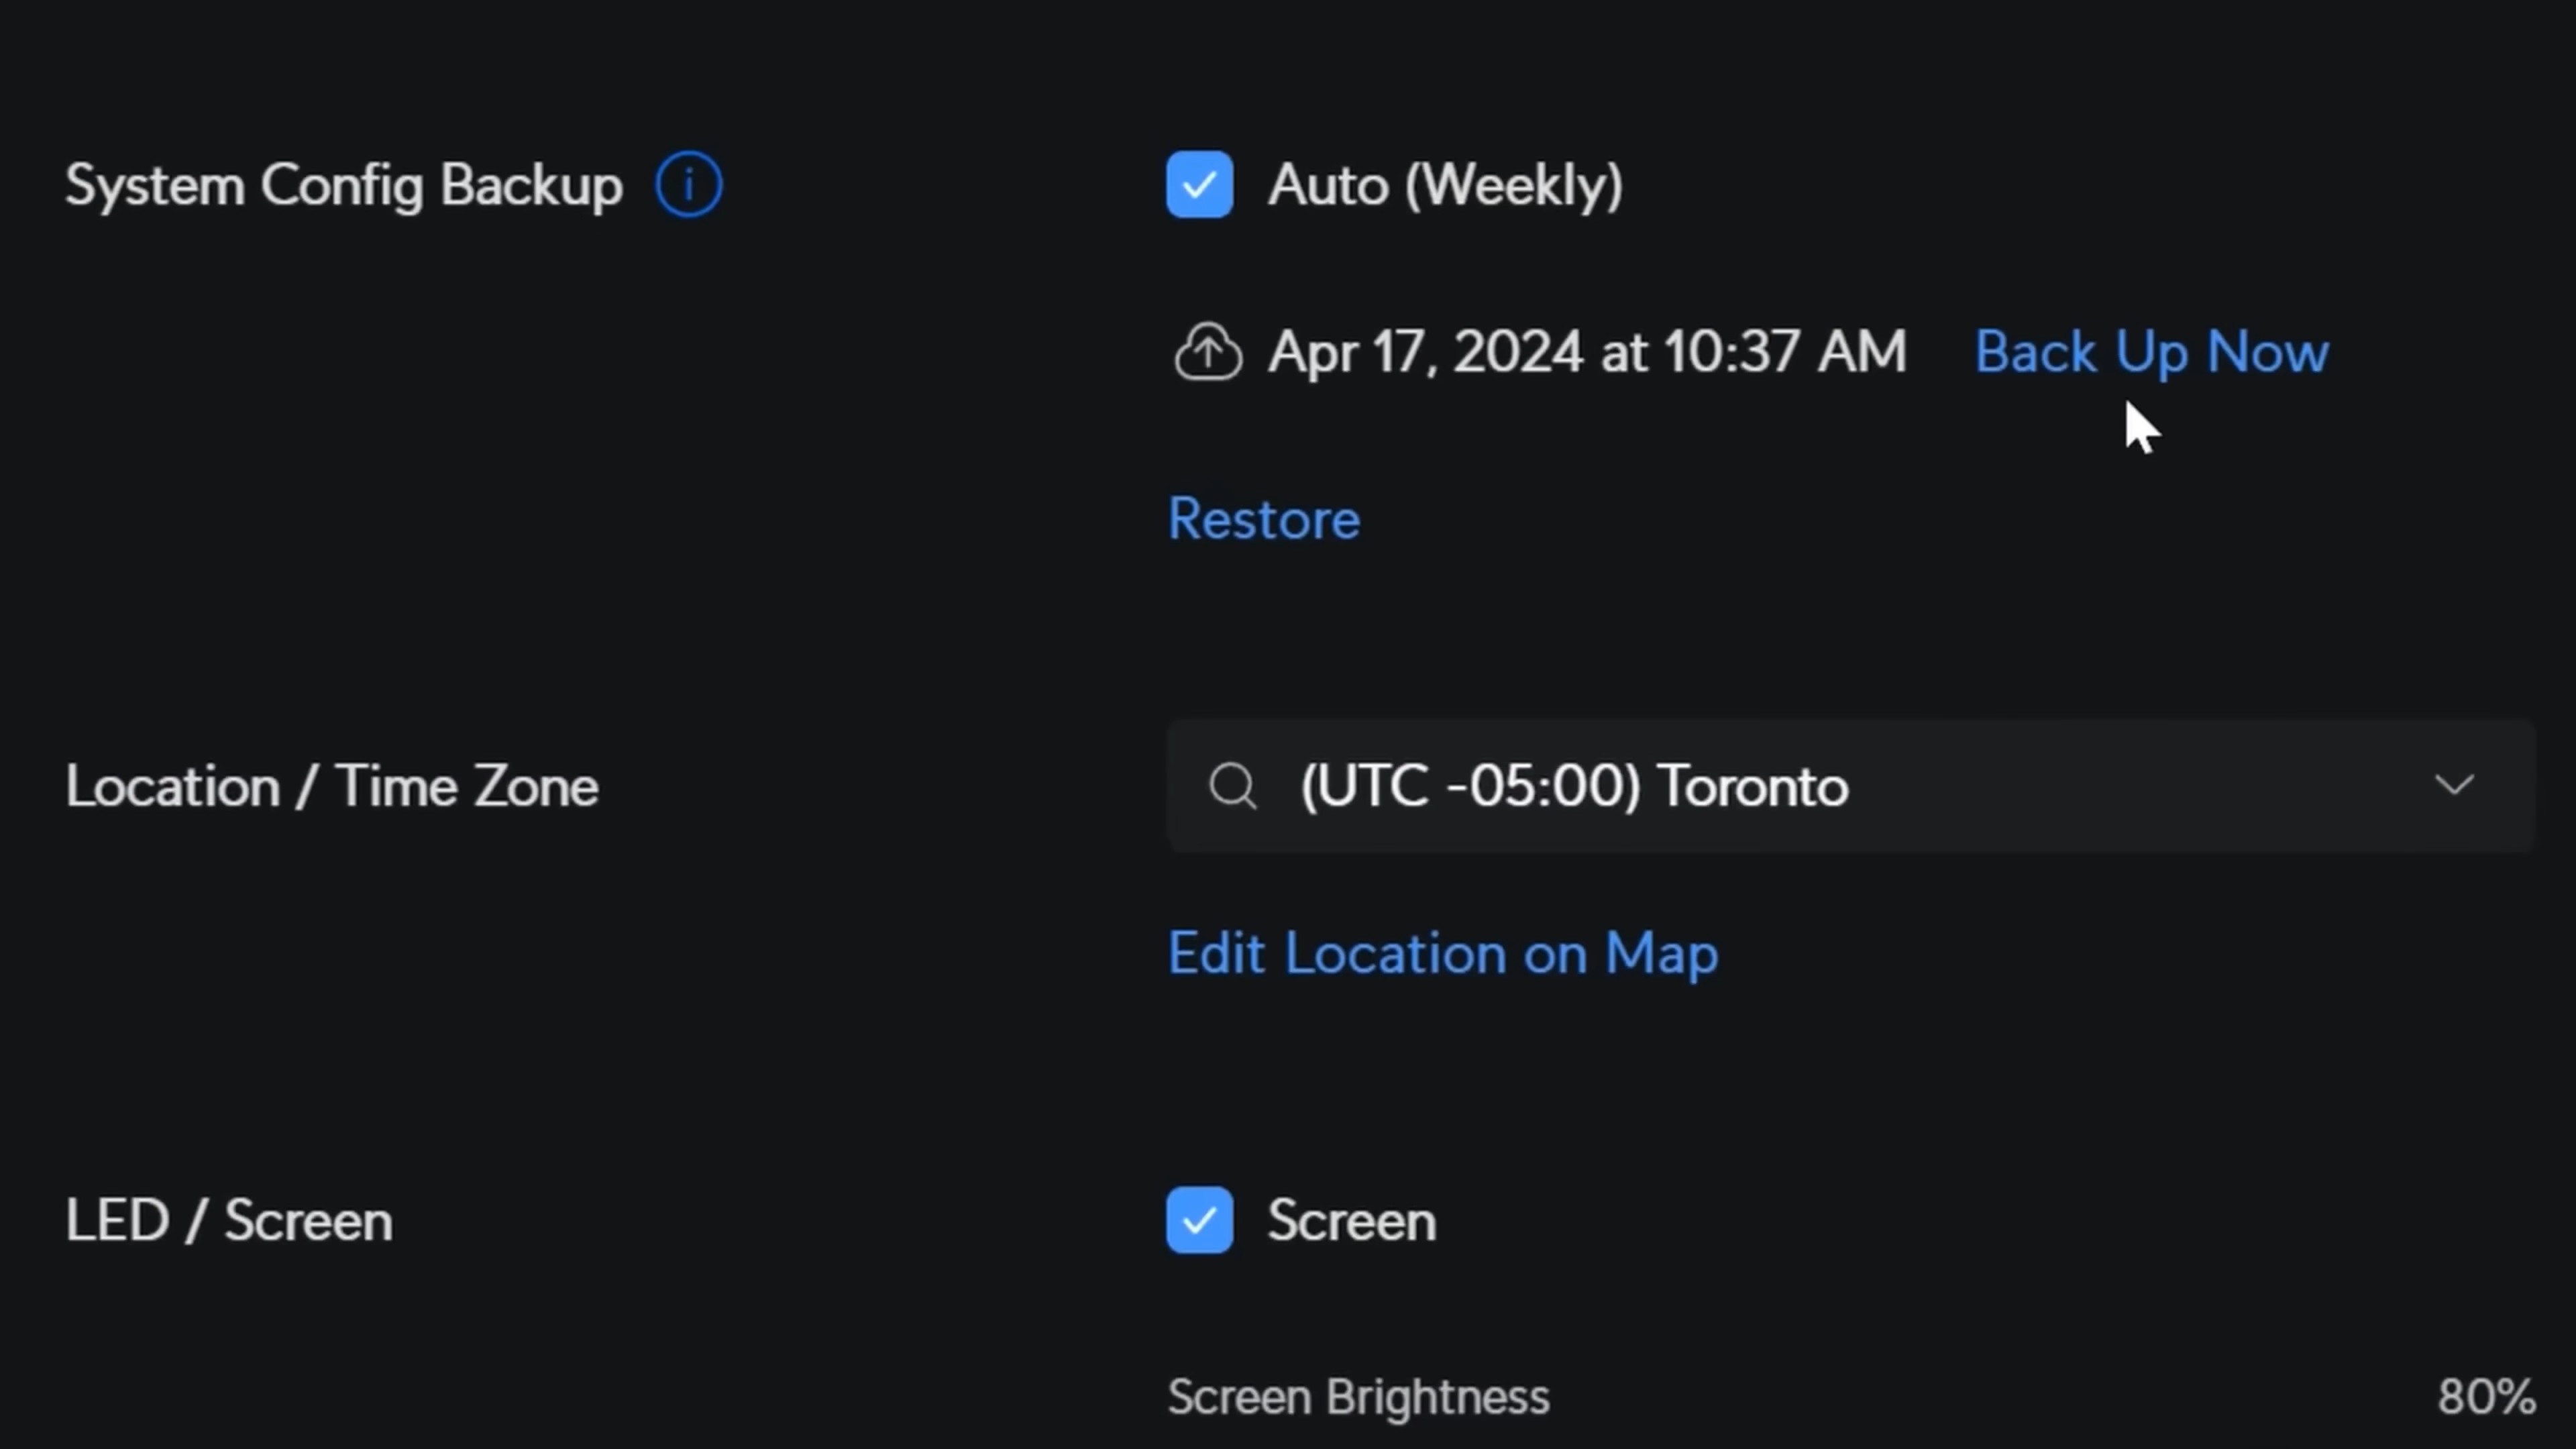 System Config Backup
Auto (Weekly)
Apr 17, 2024 at 10:37 AM Back Up Now
Restore
Location / Time Zone
(UTC -05:00) Toronto
Edit Location on Map
LED / Screen
Screen
Screen Brightness 80%